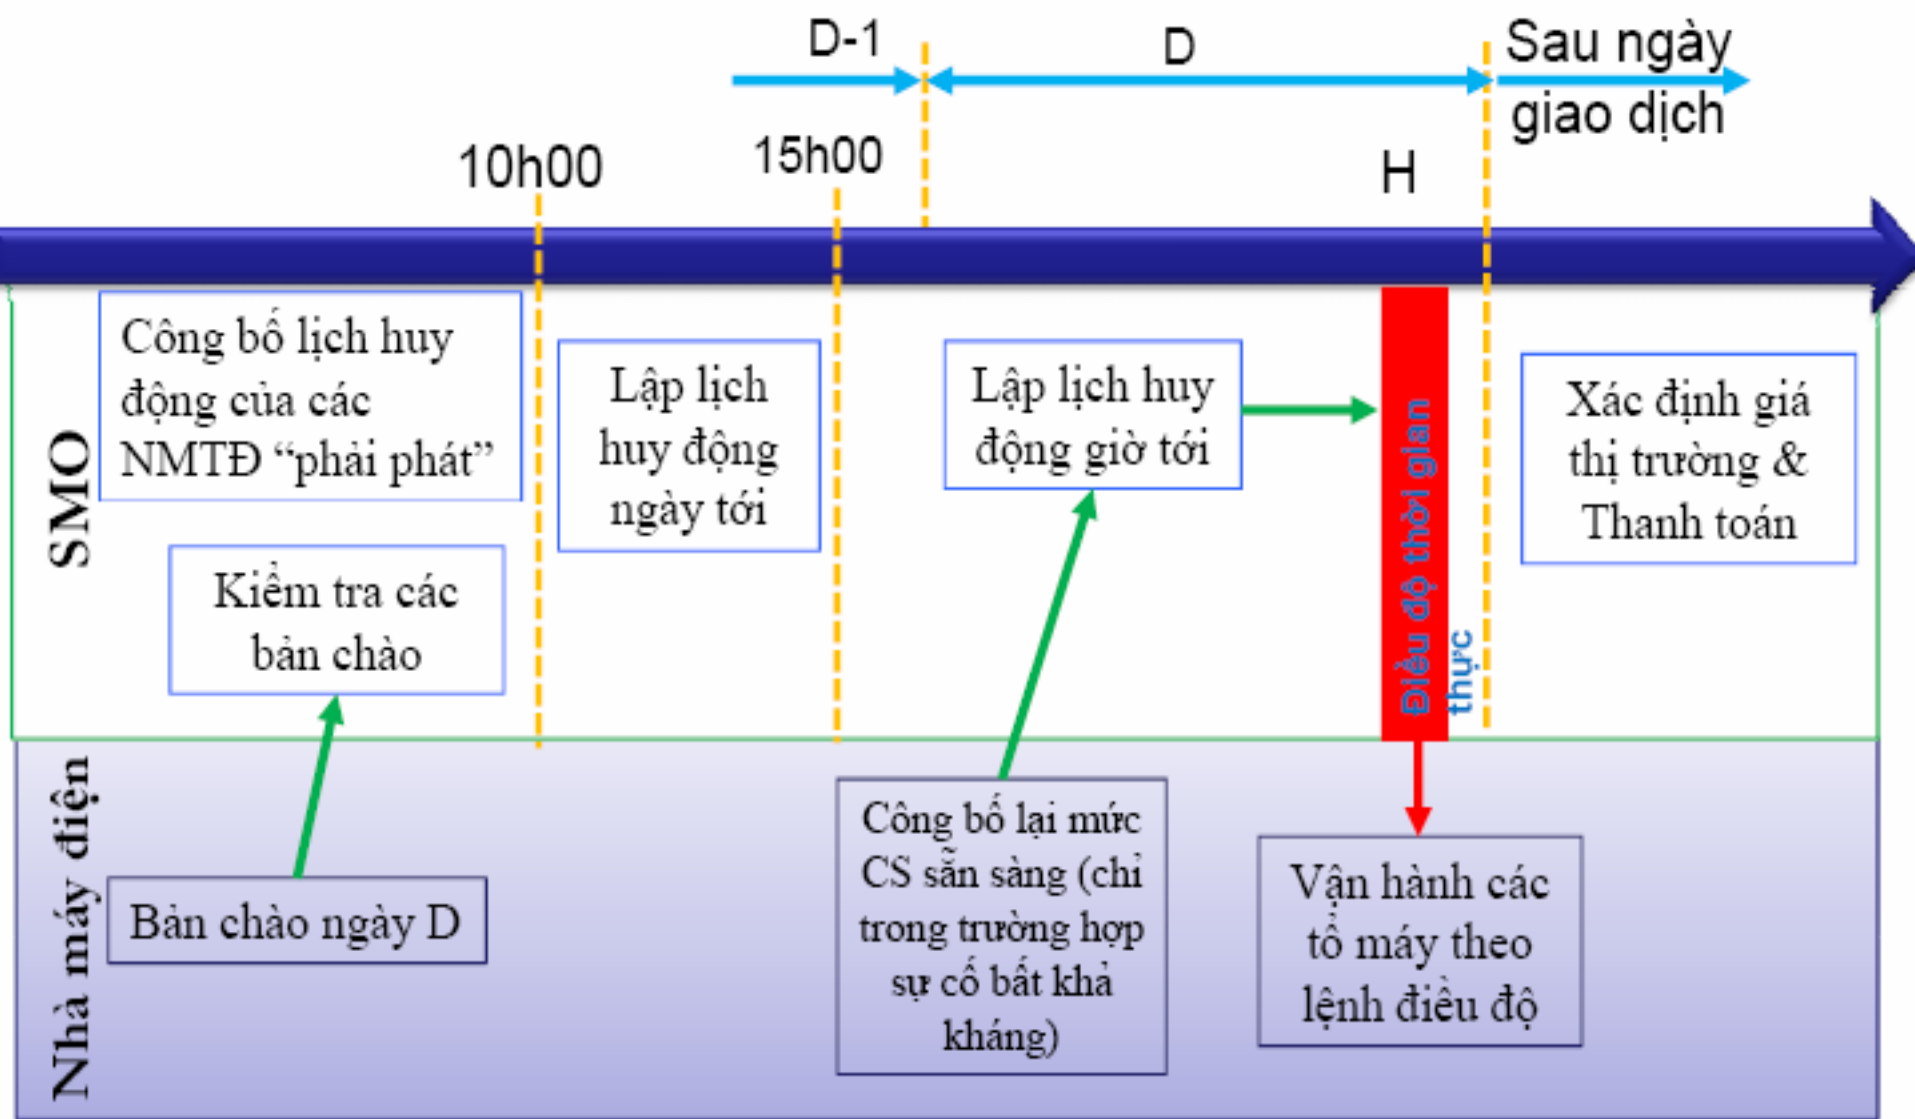 D-1
D
Sau ngày
giao dịch
10h00
15h00
H
SMO
Công bố lịch huy
động của các
NMTĐ “phải phát”
Kiểm tra các
bản chào
Lập lịch
huy động
ngày tới
Lập lịch huy
động giờ tới
Điều độ thời gian
thực
Xác định giá
thị trường &
Thanh toán
Nhà máy điện
Bản chào ngày D
Công bố lại mức
CS sẵn sàng (chỉ
trong trường hợp
sự cố bất khả
kháng)
Vận hành các
tổ máy theo
lệnh điều độ